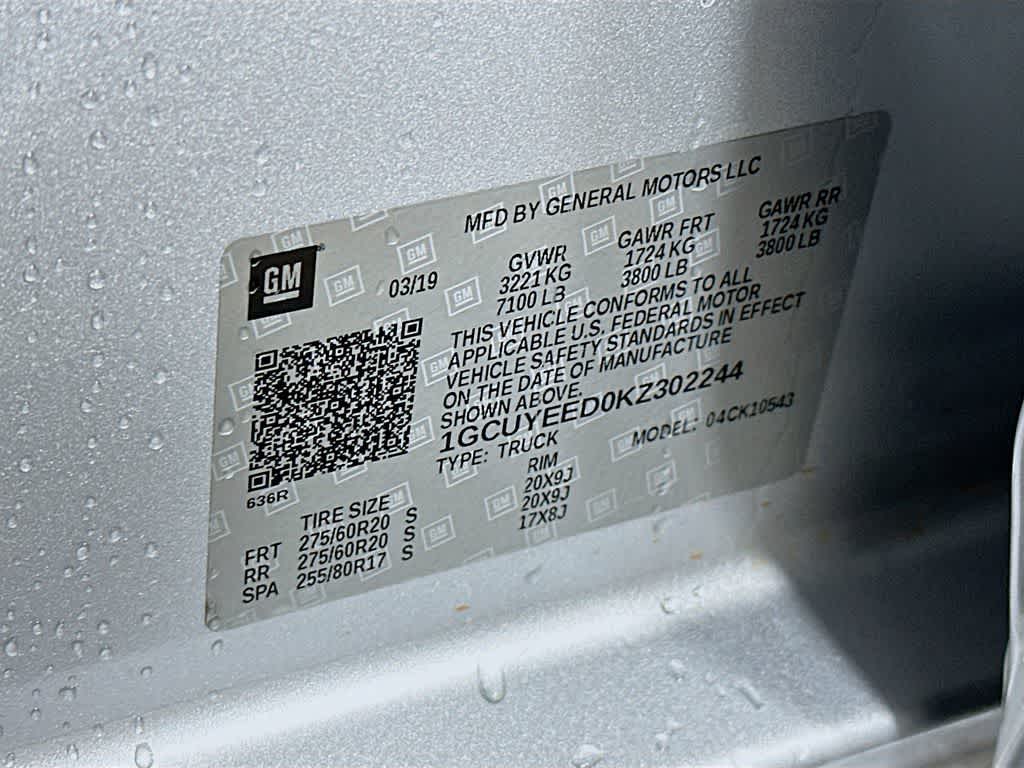 MFD BY GENERAL MOTORS LLC
GM
03/19
GVWR GAWR FRT GAWR RR
3221 KG 1724 KG 1724 KG
7100 LB 3800 LB 3800 LB
THIS VEHICLE CONFORMS TO ALL
APPLICABLE U.S. FEDERAL MOTOR
VEHICLE SAFETY STANDARDS IN EFFECT
ON THE DATE OF MANUFACTURE
SHOWN ABOVE.
1GCUYEED0KZ302244
TYPE: TRUCK MODEL: 04CK10543
636R
TIRE SIZE RIM
FRT 275/60R20 S 20X9J
RR 275/60R20 S 20X9J
SPA 255/80R17 S 17X8J